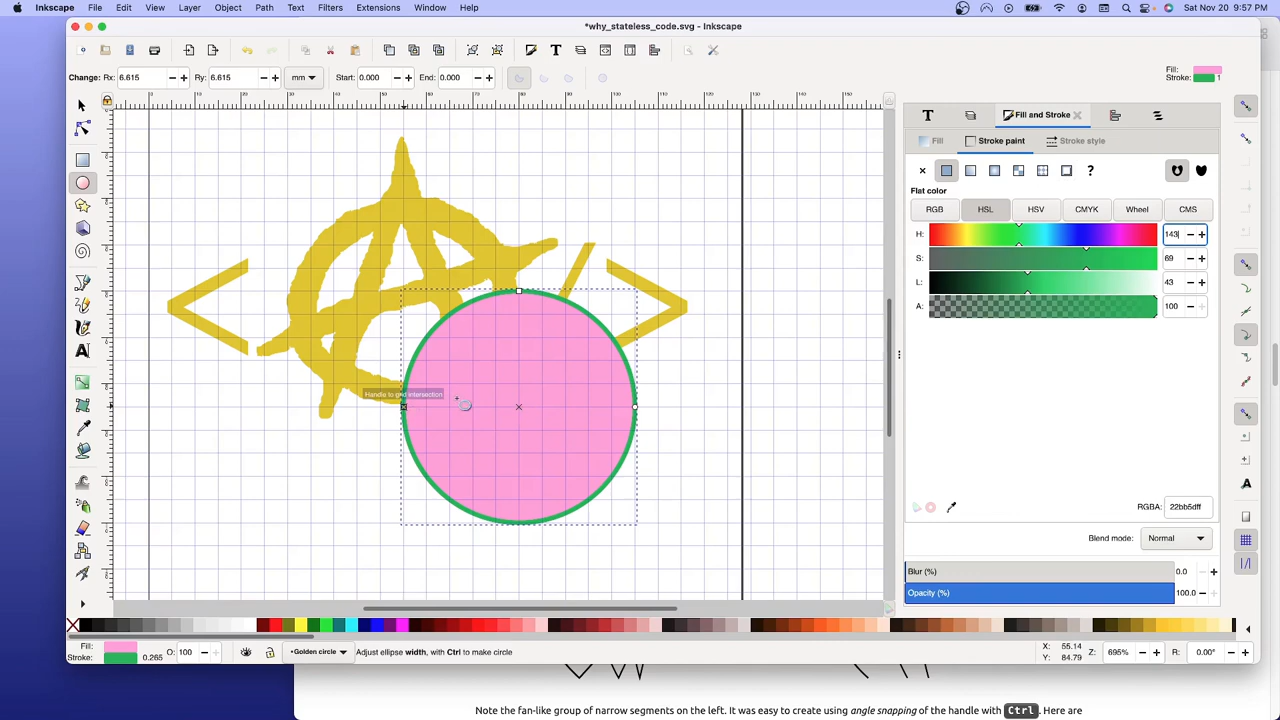 Inkscape File Edit View Layer Object Path Text Filters Extensions Window Help Sat Nov 20 9:57 PM
*why_stateless_code.svg - Inkscape
Change: Rx: 6.615 − + Ry: 6.615 − + mm Start: 0.000 − + End: 0.000 − + Fill: Stroke: 1
Fill and Stroke
Fill Stroke paint Stroke style
Flat color
RGB HSL HSV CMYK Wheel CMS
H: 143 − +
S: 69 − +
L: 43 − +
A: 100 − +
< A / >
Handle to grid intersection
RGBA: 22bb5dff
Blend mode: Normal
Blur (%) 0.0 − +
Opacity (%) 100.0 − +
Fill: O: 100 − + •Golden circle Adjust ellipse width, with Ctrl to make circle X: 55.14 Z: 695% − + R: 0.00° − +
Stroke: 0.265 Y: 84.79
Note the fan-like group of narrow segments on the left. It was easy to create using angle snapping of the handle with Ctrl. Here are